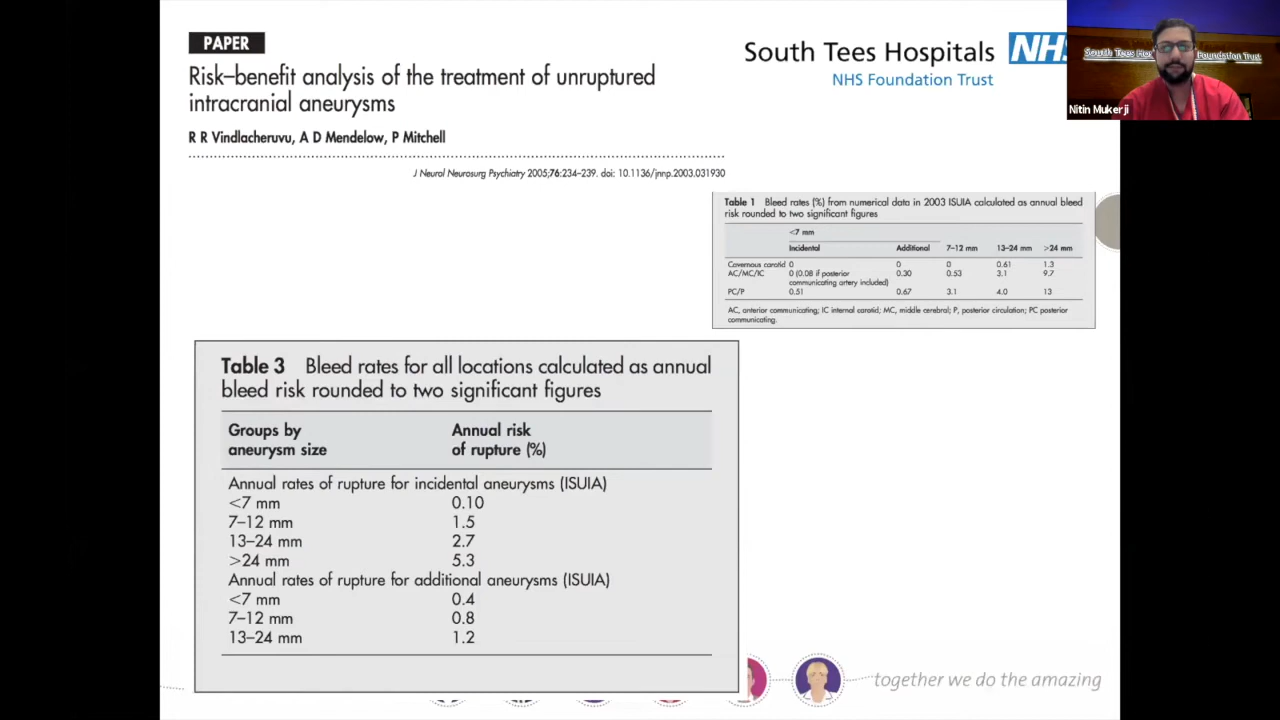 PAPER
Risk–benefit analysis of the treatment of unruptured
intracranial aneurysms
R R Vindlacheruvu, A D Mendelow, P Mitchell
J Neurol Neurosurg Psychiatry 2005;76:234–239. doi: 10.1136/jnnp.2003.031930
South Tees Hospitals NHS
NHS Foundation Trust
South Tees Hos Foundation Trust
Nitin Mukerji
Table 1 Bleed rates (%) from numerical data in 2003 ISUIA calculated as annual bleed
risk rounded to two significant figures
<7 mm
Incidental Additional 7–12 mm 13–24 mm >24 mm
Cavernous carotid 0 0 0 0.61 1.3
AC/MC/IC 0 (0.08 if posterior 0.30 0.53 3.1 9.7
communicating artery included)
PC/P 0.51 0.67 3.1 4.0 13
AC, anterior communicating; IC internal carotid; MC, middle cerebral; P, posterior circulation; PC posterior
communicating.
Table 3 Bleed rates for all locations calculated as annual
bleed risk rounded to two significant figures
Groups by Annual risk
aneurysm size of rupture (%)
Annual rates of rupture for incidental aneurysms (ISUIA)
<7 mm 0.10
7–12 mm 1.5
13–24 mm 2.7
>24 mm 5.3
Annual rates of rupture for additional aneurysms (ISUIA)
<7 mm 0.4
7–12 mm 0.8
13–24 mm 1.2
together we do the amazing